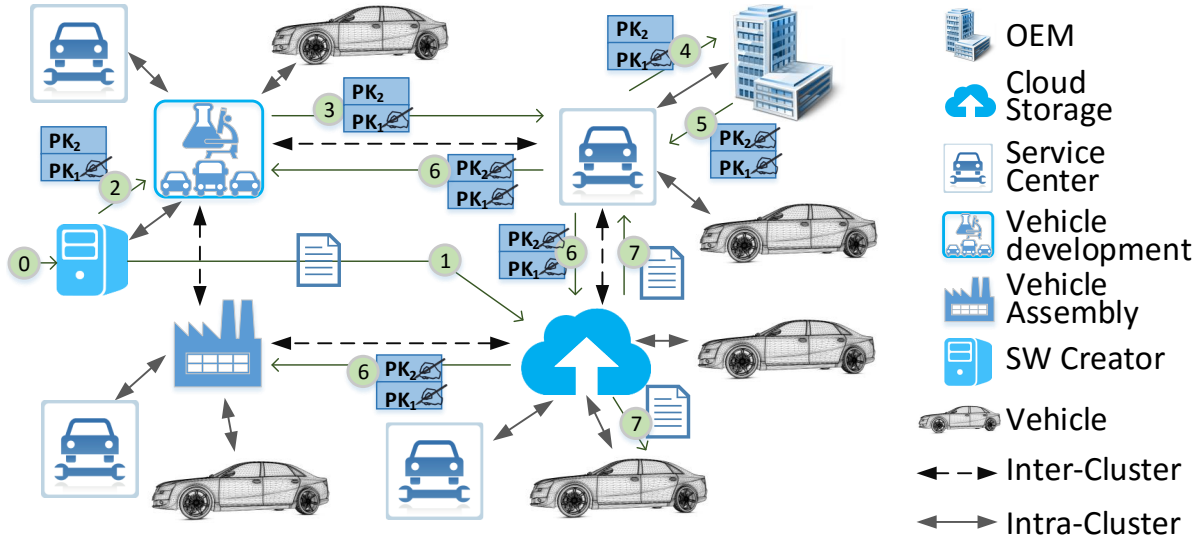 PK2
PK1
4
OEM
PK2
3
PK1
Cloud
Storage
5
PK2
PK1
PK2
PK1
2
6
PK2
PK1
Service
Center
Vehicle
development
0
1
PK2
PK1
6
7
Vehicle
Assembly
6
PK2
PK1
SW Creator
7
Vehicle
Inter-Cluster
Intra-Cluster